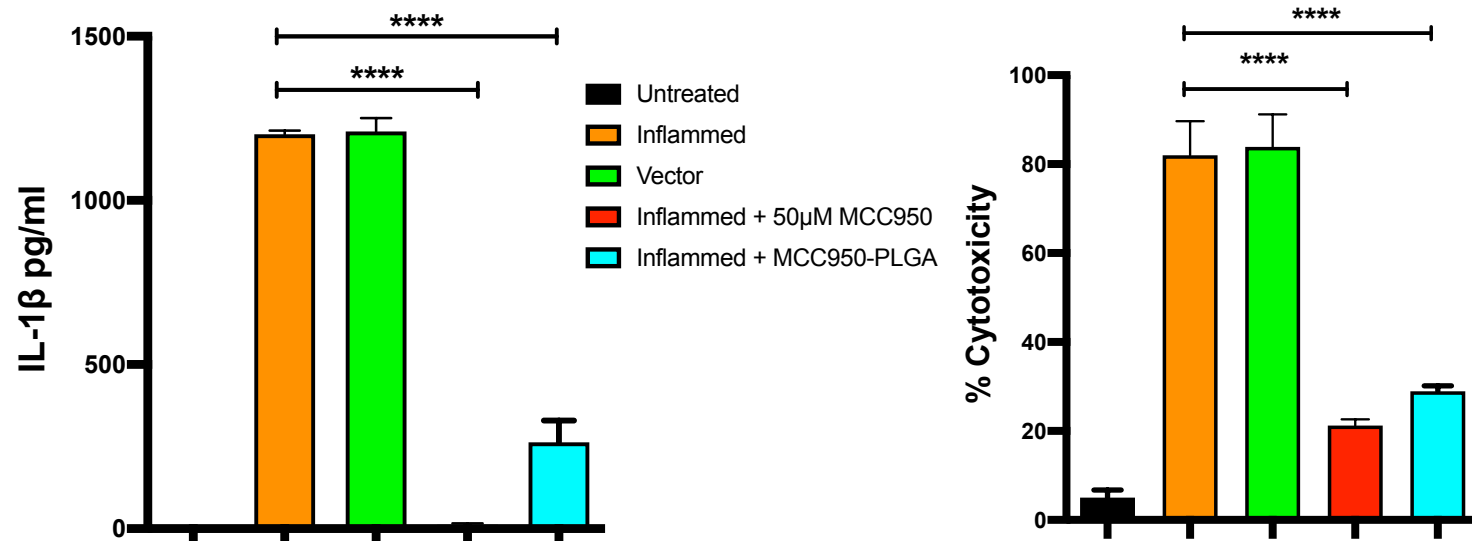 ****
****
1500
1000
500
0
IL-1β pg/ml
Untreated
Inflammed
Vector
Inflammed + 50µM MCC950
Inflammed + MCC950-PLGA
****
****
100
80
60
40
20
0
% Cytotoxicity